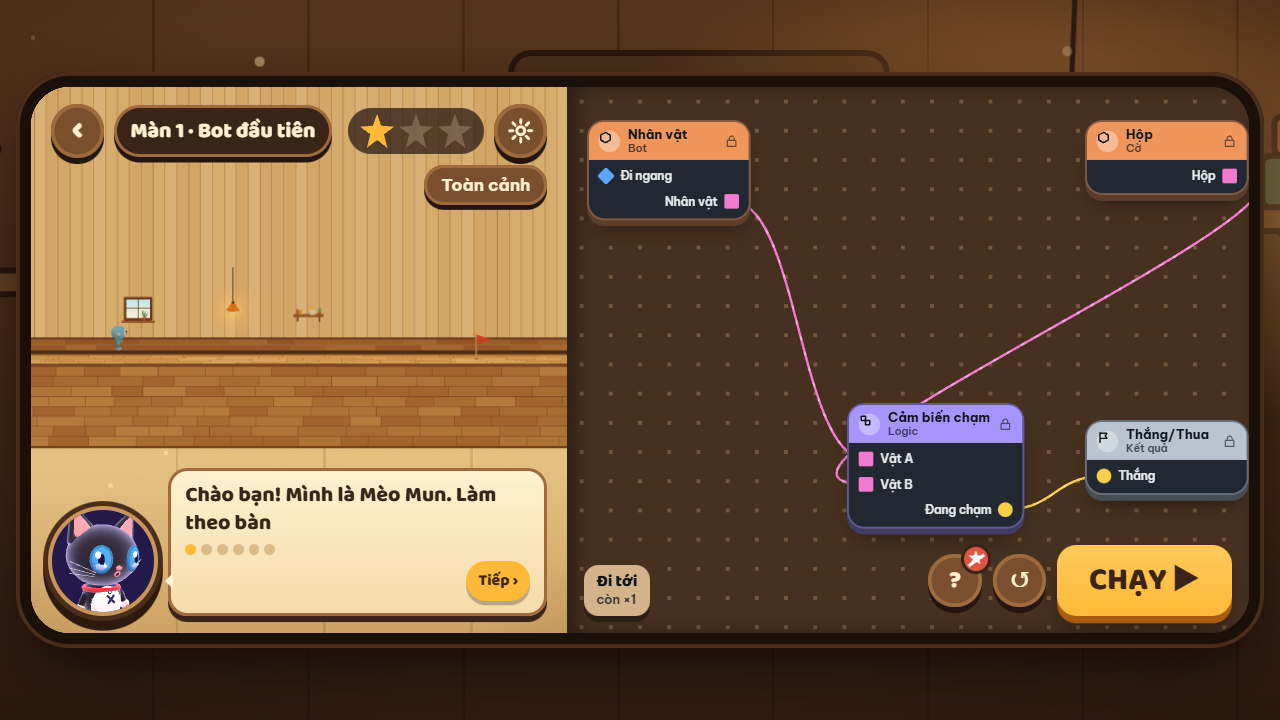 Màn 1 · Bot đầu tiên
Toàn cảnh
Chào bạn! Mình là Mèo Mun. Làm
theo bàn
Tiếp ›
Nhân vật
Bot
Đi ngang
Nhân vật
Hộp
Cờ
Hộp
Cảm biến chạm
Logic
Vật A
Vật B
Đang chạm
Thắng/Thua
Kết quả
Thắng
Đi tới
còn ×1
?
CHẠY